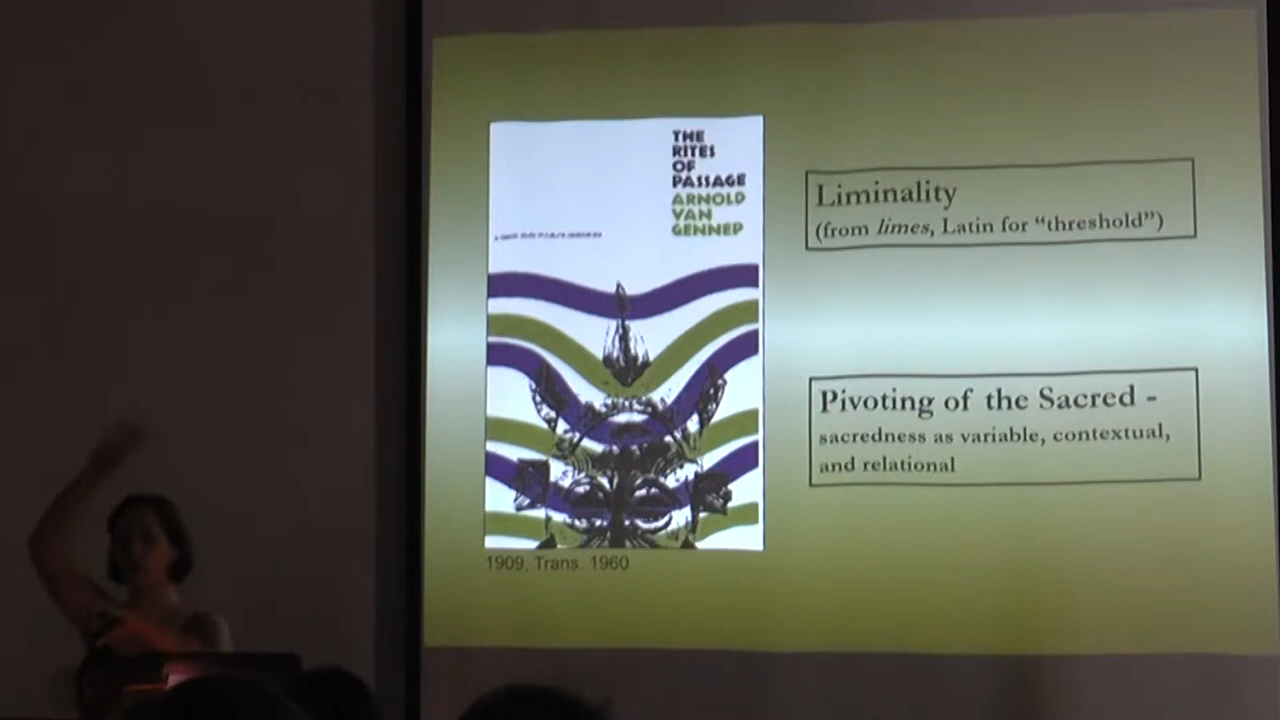 THE
RITES
OF
PASSAGE
ARNOLD
VAN
GENNEP
1909, Trans. 1960
Liminality
(from limes, Latin for “threshold”)
Pivoting of the Sacred -
sacredness as variable, contextual,
and relational